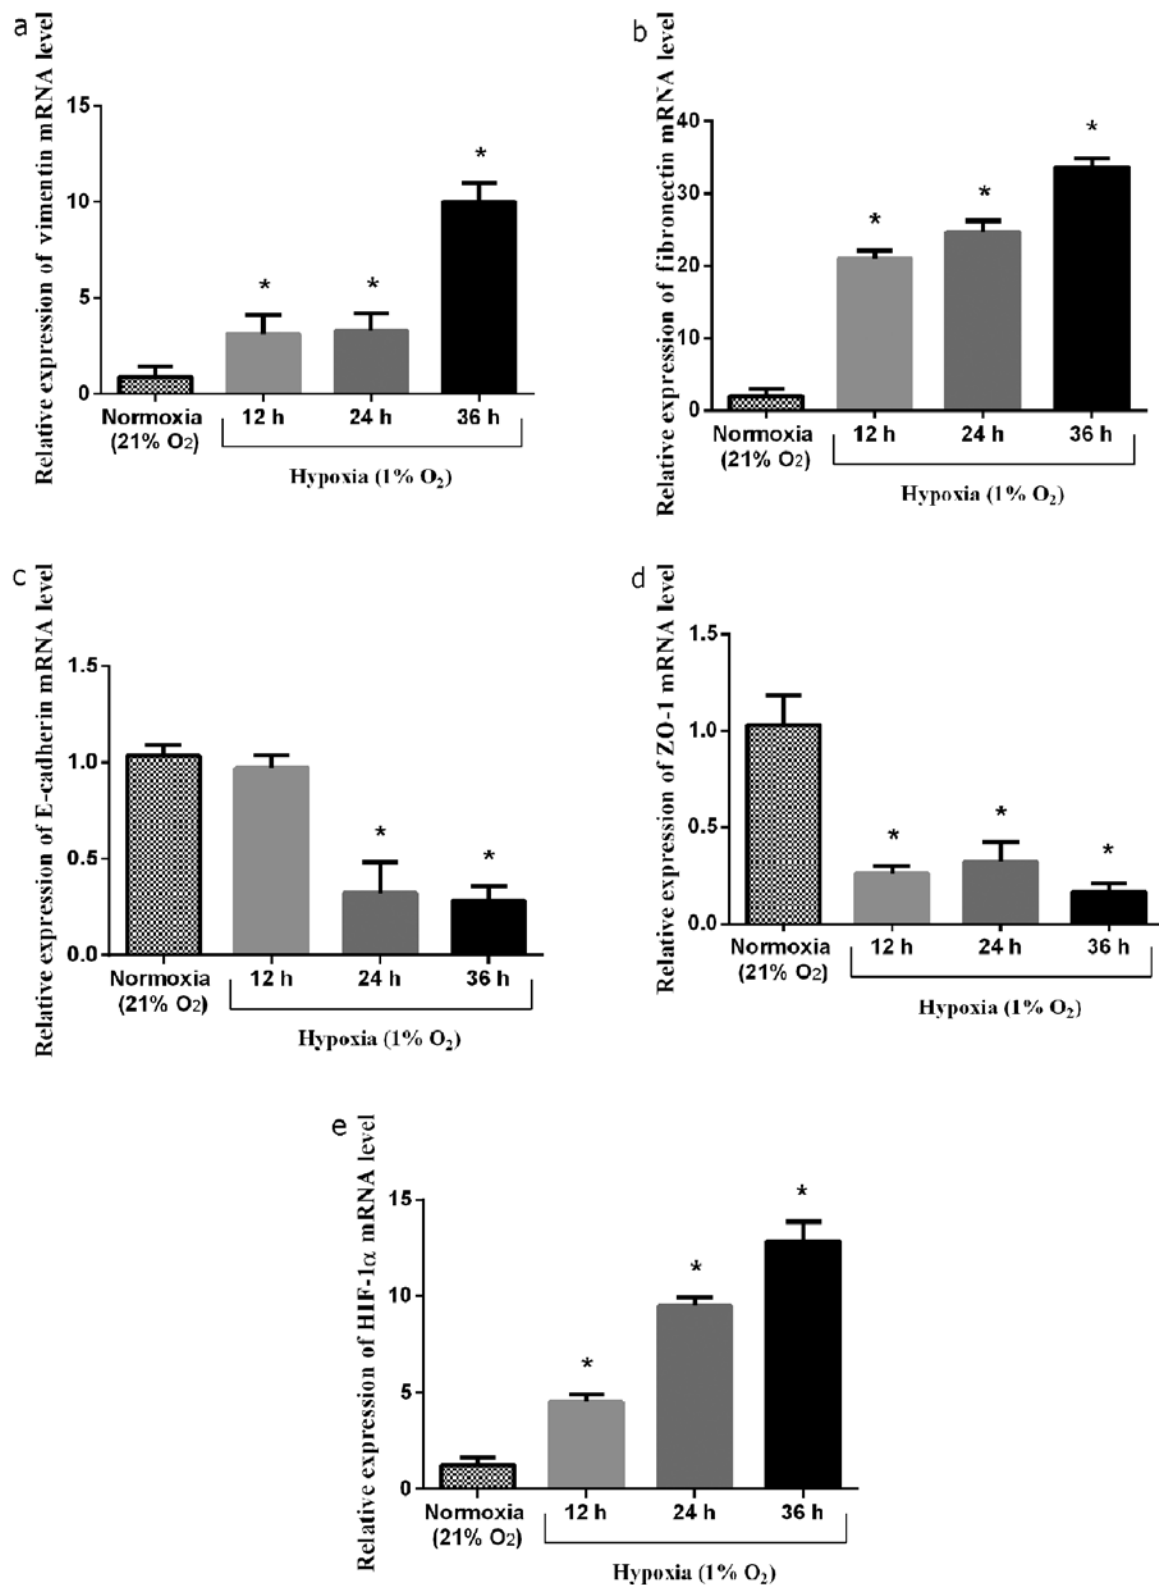 a
Relative expression of vimentin mRNA level
15
*
10
*
*
5
0
Normoxia
(21% O2)
12 h
24 h
36 h
Hypoxia (1% O2)
b
Relative expression of fibronectin mRNA level
40
*
30
*
*
20
10
0
Normoxia
(21% O2)
12 h
24 h
36 h
Hypoxia (1% O2)
c
Relative expression of E-cadherin mRNA level
1.5
1.0
0.5
*
*
0.0
Normoxia
(21% O2)
12 h
24 h
36 h
Hypoxia (1% O2)
d
Relative expression of ZO-1 mRNA level
1.5
1.0
0.5
*
*
*
0.0
Normoxia
(21% O2)
12 h
24 h
36 h
Hypoxia (1% O2)
e
Relative expression of HIF-1α mRNA level
15
*
*
10
*
5
0
Normoxia
(21% O2)
12 h
24 h
36 h
Hypoxia (1% O2)